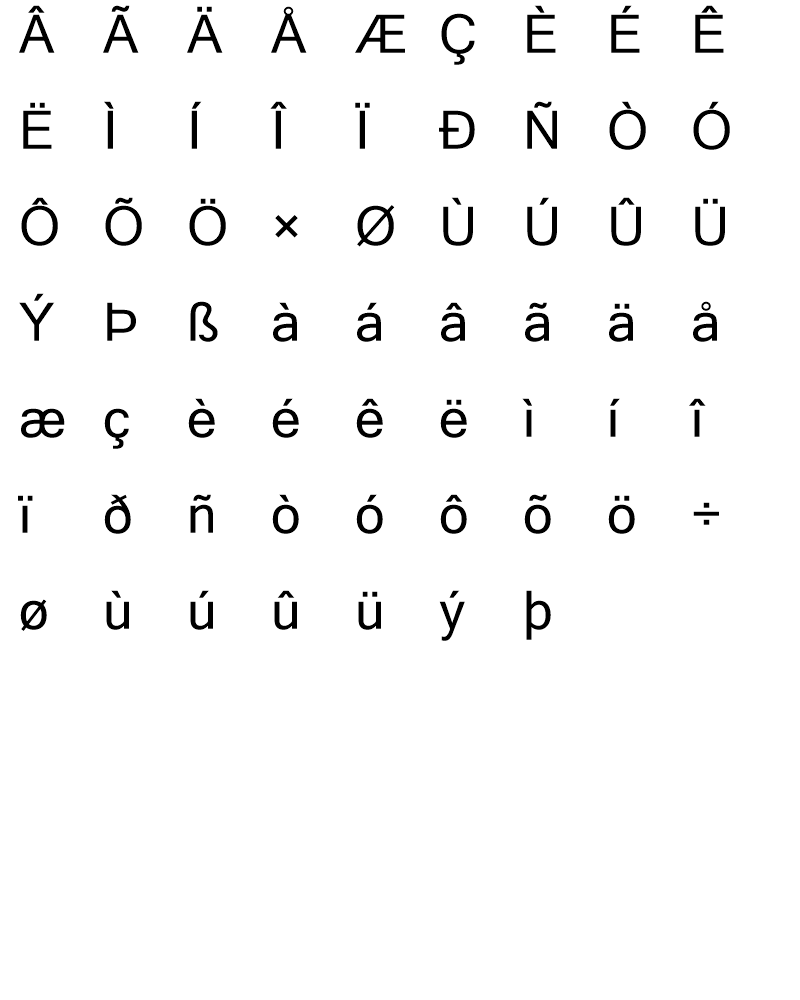 Â Ã Ä Å Æ Ç È É Ê
Ë Ì Í Î Ï Ð Ñ Ò Ó
Ô Õ Ö × Ø Ù Ú Û Ü
Ý Þ ß à á â ã ä å
æ ç è é ê ë ì í î
ï ð ñ ò ó ô õ ö ÷
ø ù ú û ü ý þ